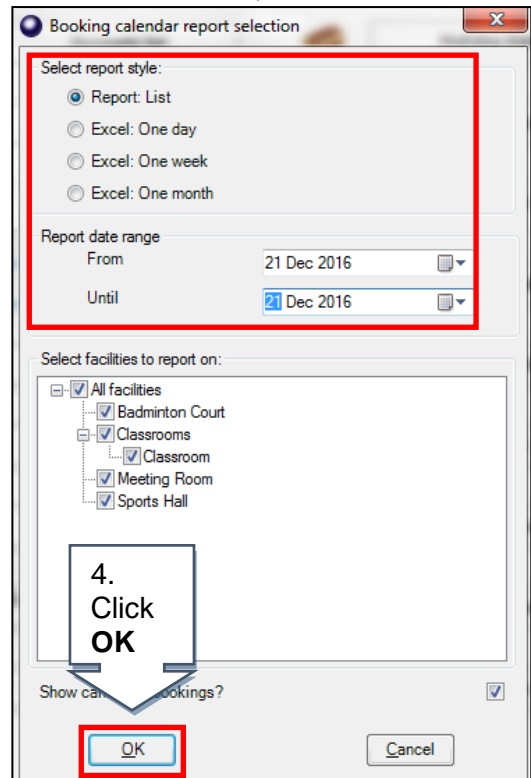 Booking calendar report selection
Select report style:
Report: List
Excel: One day
Excel: One week
Excel: One month
Report date range
From 21 Dec 2016
Until 21 Dec 2016
Select facilities to report on:
All facilities
Badminton Court
Classrooms
Classroom
Meeting Room
Sports Hall
4.
Click
OK
Show bookings?
OK Cancel